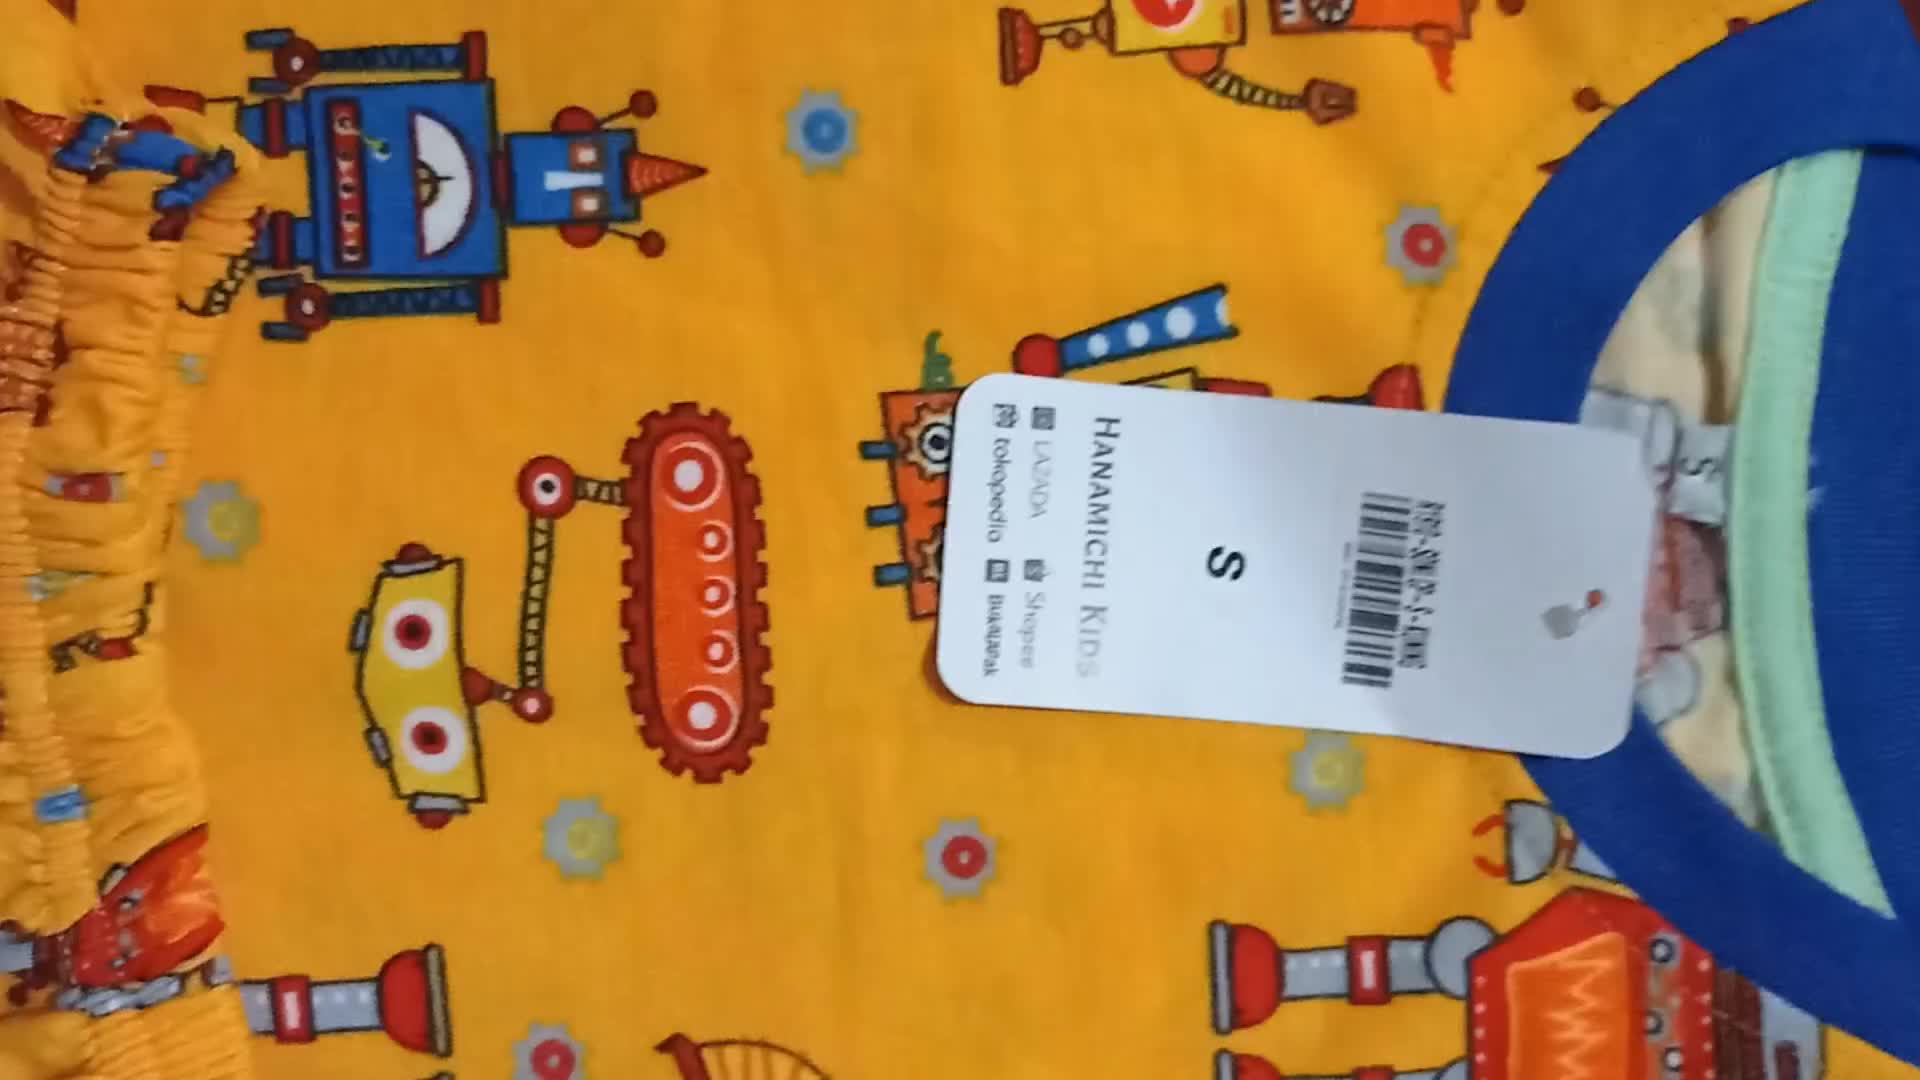 S
S
HANAMICHI KIDS
LAZADA Shopee
tokopedia BukaLapak